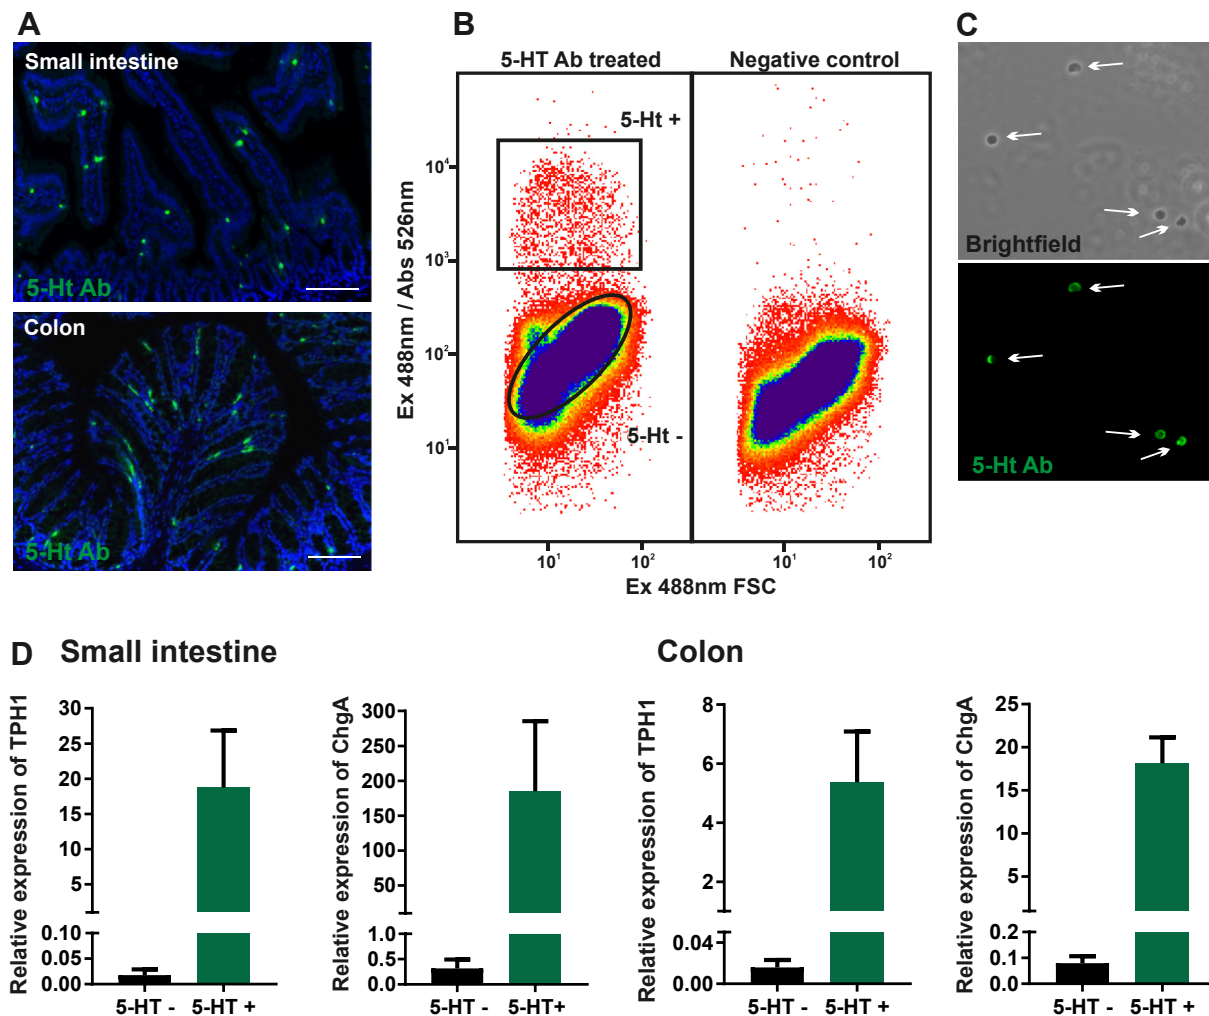 A
Small intestine
5-Ht Ab
Colon
5-Ht Ab
B
5-HT Ab treated
Negative control
5-Ht +
5-Ht -
10⁴
10³
10²
10¹
Ex 488nm / Abs 526nm
10¹
10²
10¹
10²
Ex 488nm FSC
C
Brightfield
5-Ht Ab
D
Small intestine
Relative expression of TPH1
30
25
20
15
10
5
0.10
0.05
0.00
5-HT -
5-HT +
Relative expression of ChgA
300
250
200
150
100
50
1.0
0.5
0.0
5-HT -
5-HT+
Colon
Relative expression of TPH1
8
6
4
2
0.04
0.00
5-HT -
5-HT +
Relative expression of ChgA
25
20
15
10
5
0.2
0.1
0.0
5-HT -
5-HT +